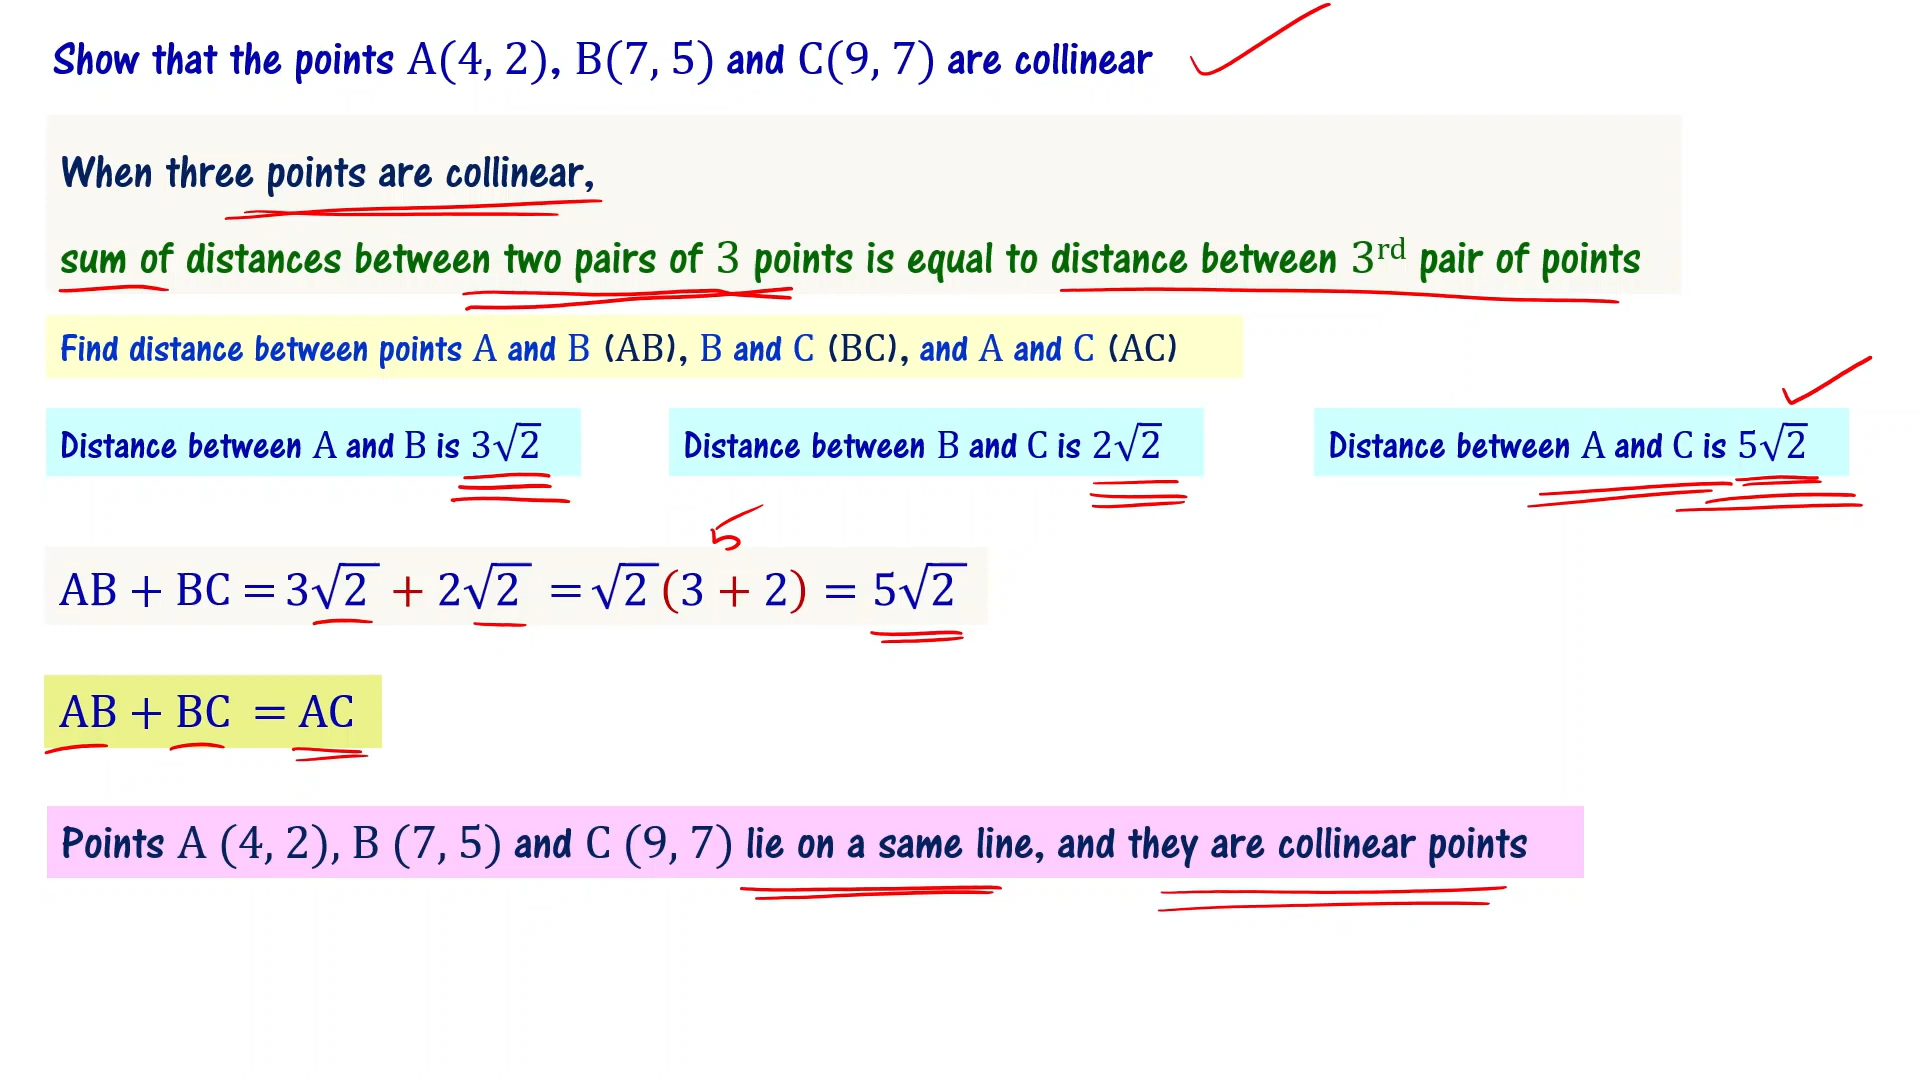 Show that the points A(4, 2), B(7, 5) and C(9, 7) are collinear
When three points are collinear,
sum of distances between two pairs of 3 points is equal to distance between 3rd pair of points
Find distance between points A and B (AB), B and C (BC), and A and C (AC)
Distance between A and B is 3√2
Distance between B and C is 2√2
Distance between A and C is 5√2
5
AB + BC = 3√2 + 2√2 = √2(3 + 2) = 5√2
AB + BC = AC
Points A (4, 2), B (7, 5) and C (9, 7) lie on a same line, and they are collinear points